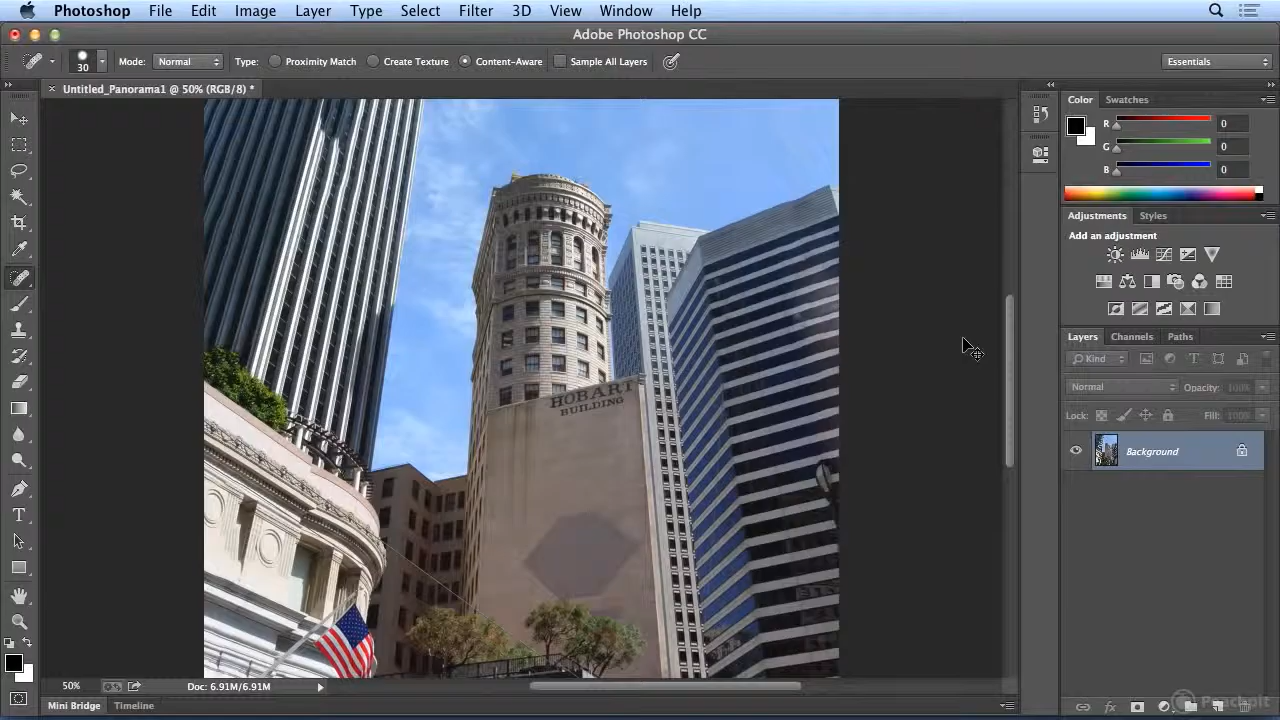 Photoshop File Edit Image Layer Type Select Filter 3D View Window Help
Adobe Photoshop CC
30 Mode: Normal Type: Proximity Match Create Texture Content-Aware Sample All Layers Essentials
× Untitled_Panorama1 @ 50% (RGB/8) *
Color Swatches
R 0
G 0
B 0
Adjustments Styles
Add an adjustment
Layers Channels Paths
Kind
Normal Opacity: 100%
Lock: Fill: 100%
Background
HOBART
BUILDING
50% Doc: 6.91M/6.91M
Peachpit
Mini Bridge Timeline